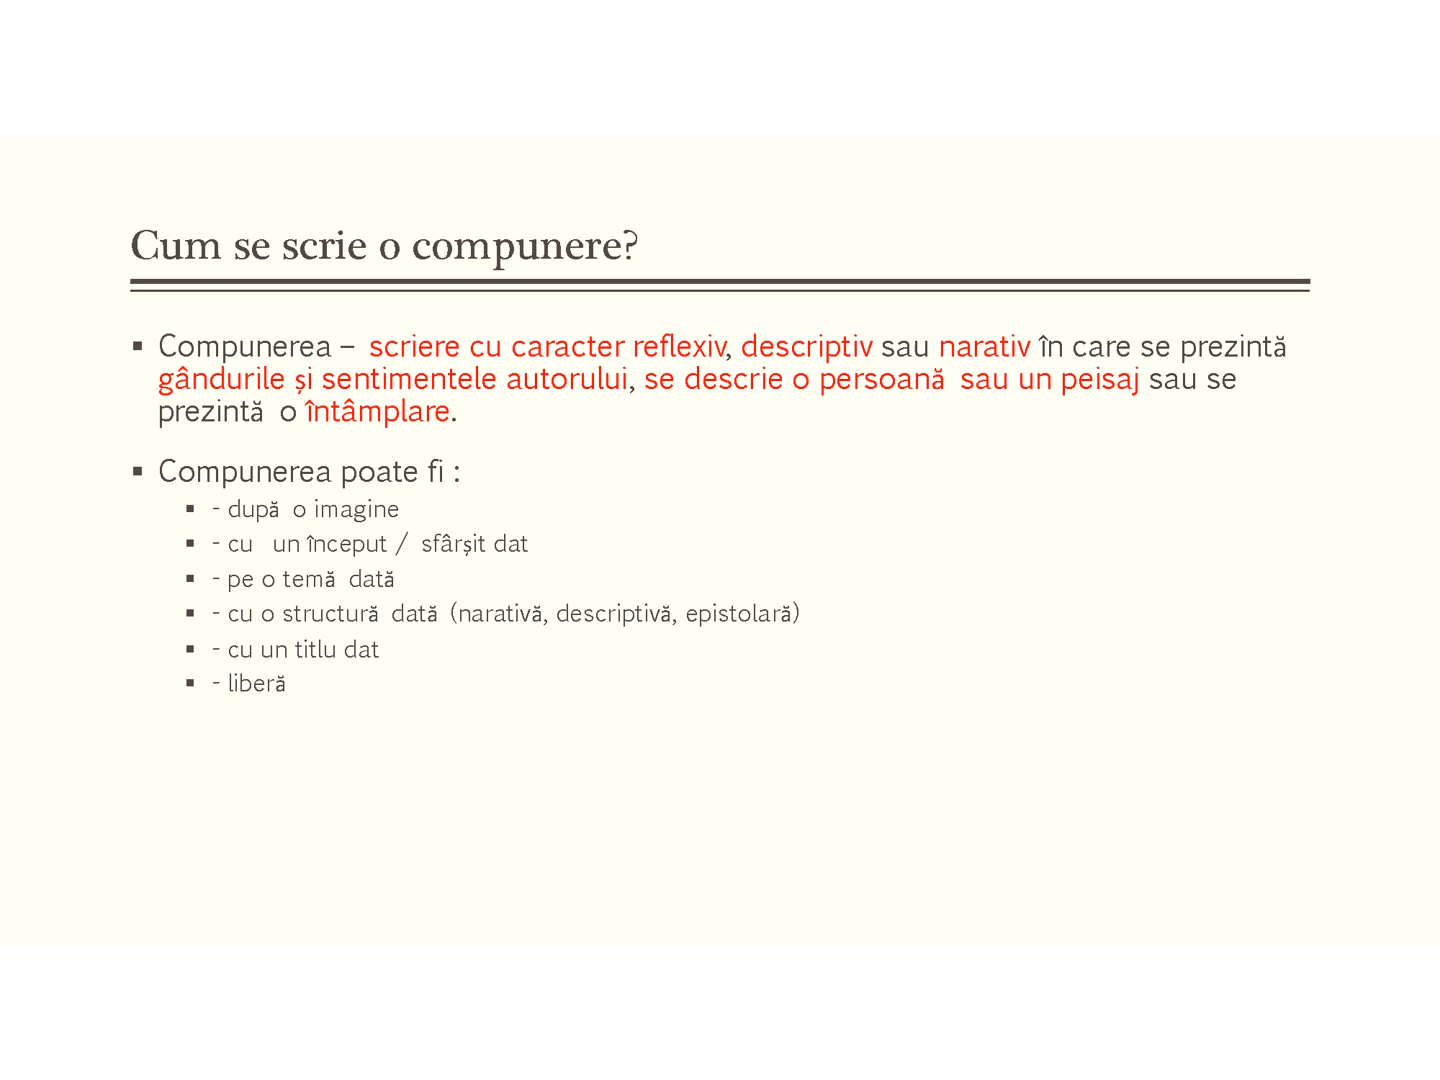 Cum se scrie o compunere?
▪ Compunerea – scriere cu caracter reflexiv, descriptiv sau narativ în care se prezintă
gândurile și sentimentele autorului, se descrie o persoană sau un peisaj sau se
prezintă o întâmplare.
▪ Compunerea poate fi :
▪ - după o imagine
▪ - cu un început / sfârșit dat
▪ - pe o temă dată
▪ - cu o structură dată (narativă, descriptivă, epistolară)
▪ - cu un titlu dat
▪ - liberă